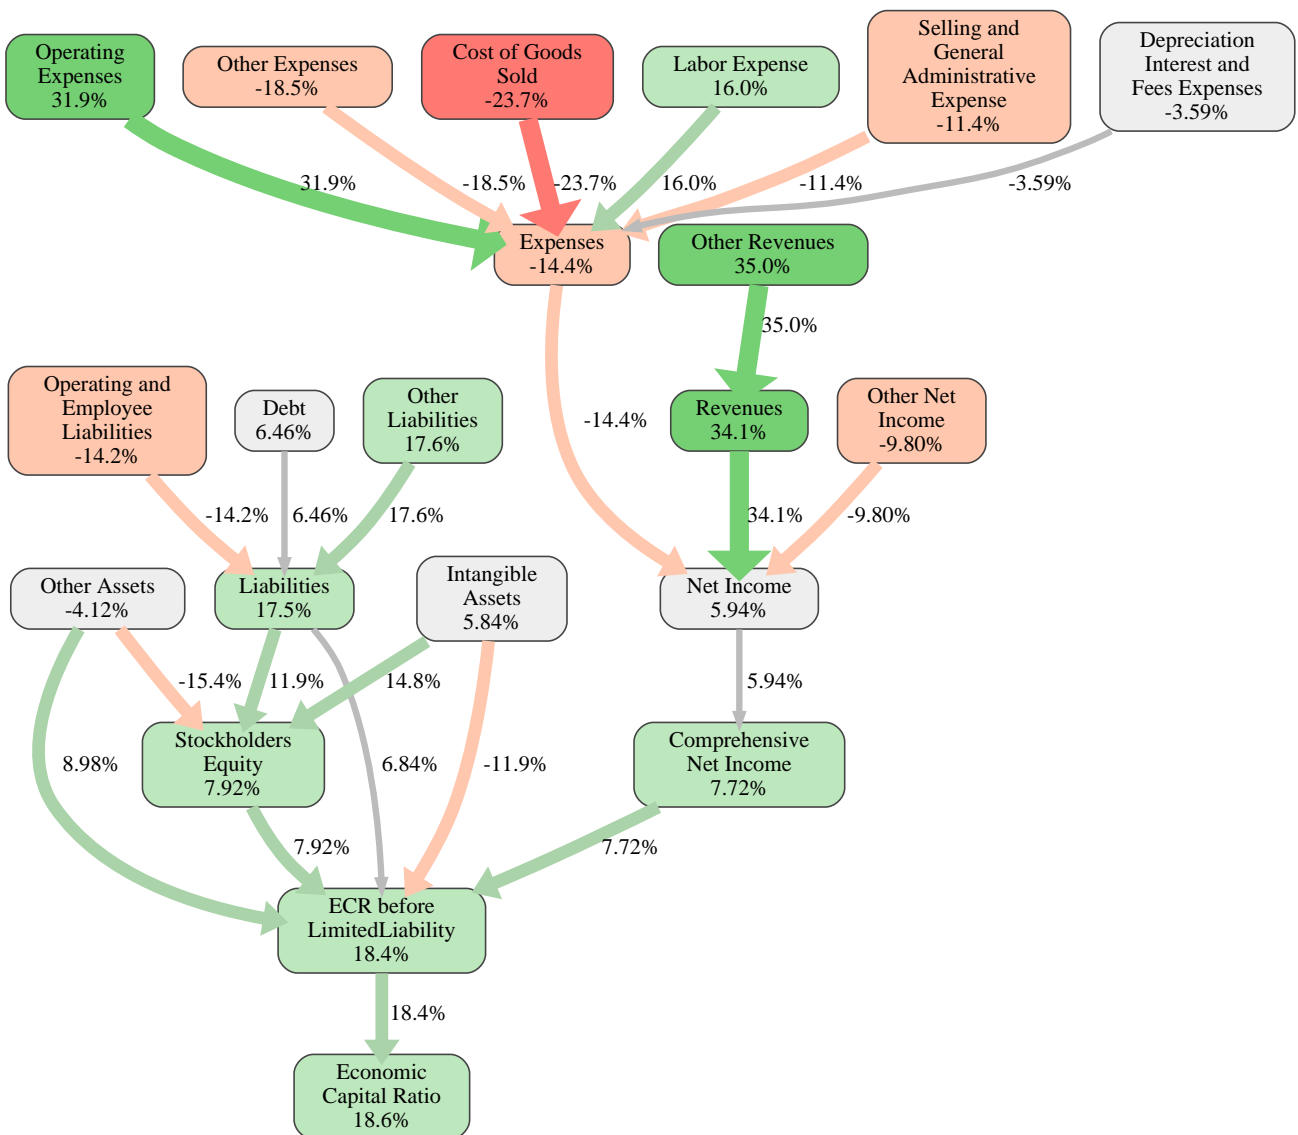 Operating
Expenses
31.9%
Other Expenses
-18.5%
Cost of Goods
Sold
-23.7%
Labor Expense
16.0%
Selling and
General
Administrative
Expense
-11.4%
Depreciation
Interest and
Fees Expenses
-3.59%
31.9%
-18.5%
-23.7%
16.0%
-11.4%
-3.59%
Expenses
-14.4%
Other Revenues
35.0%
35.0%
Operating and
Employee
Liabilities
-14.2%
Debt
6.46%
Other
Liabilities
17.6%
-14.4%
Revenues
34.1%
Other Net
Income
-9.80%
-14.2%
6.46%
17.6%
34.1%
-9.80%
Other Assets
-4.12%
Liabilities
17.5%
Intangible
Assets
5.84%
Net Income
5.94%
-15.4%
11.9%
14.8%
5.94%
8.98%
Stockholders
Equity
7.92%
6.84%
-11.9%
Comprehensive
Net Income
7.72%
7.92%
7.72%
ECR before
LimitedLiability
18.4%
18.4%
Economic
Capital Ratio
18.6%